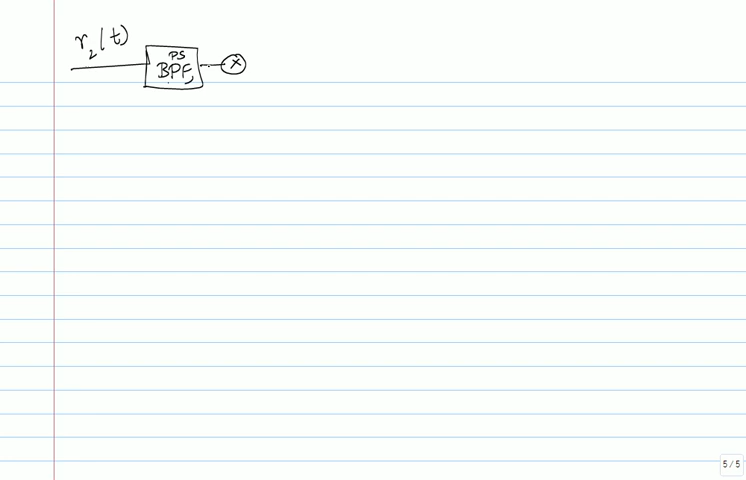 r₂(t)
PS
BPF
×
5 / 5